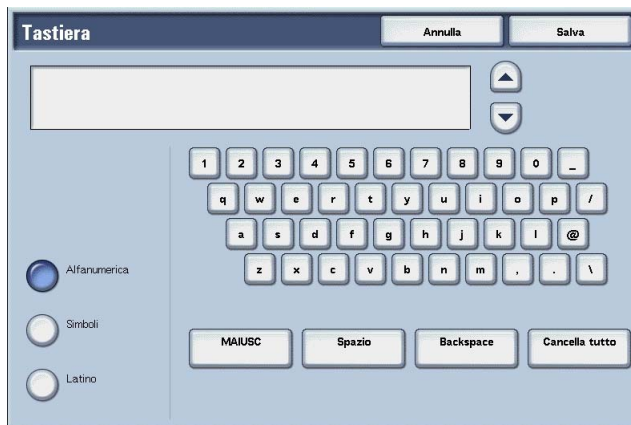 Tastiera Annulla Salva
1 2 3 4 5 6 7 8 9 0 _
q w e r t y u i o p /
a s d f g h j k l @
Alfanumerica z x c v b n m , . \
Simboli
MAIUSC Spazio Backspace Cancella tutto
Latino